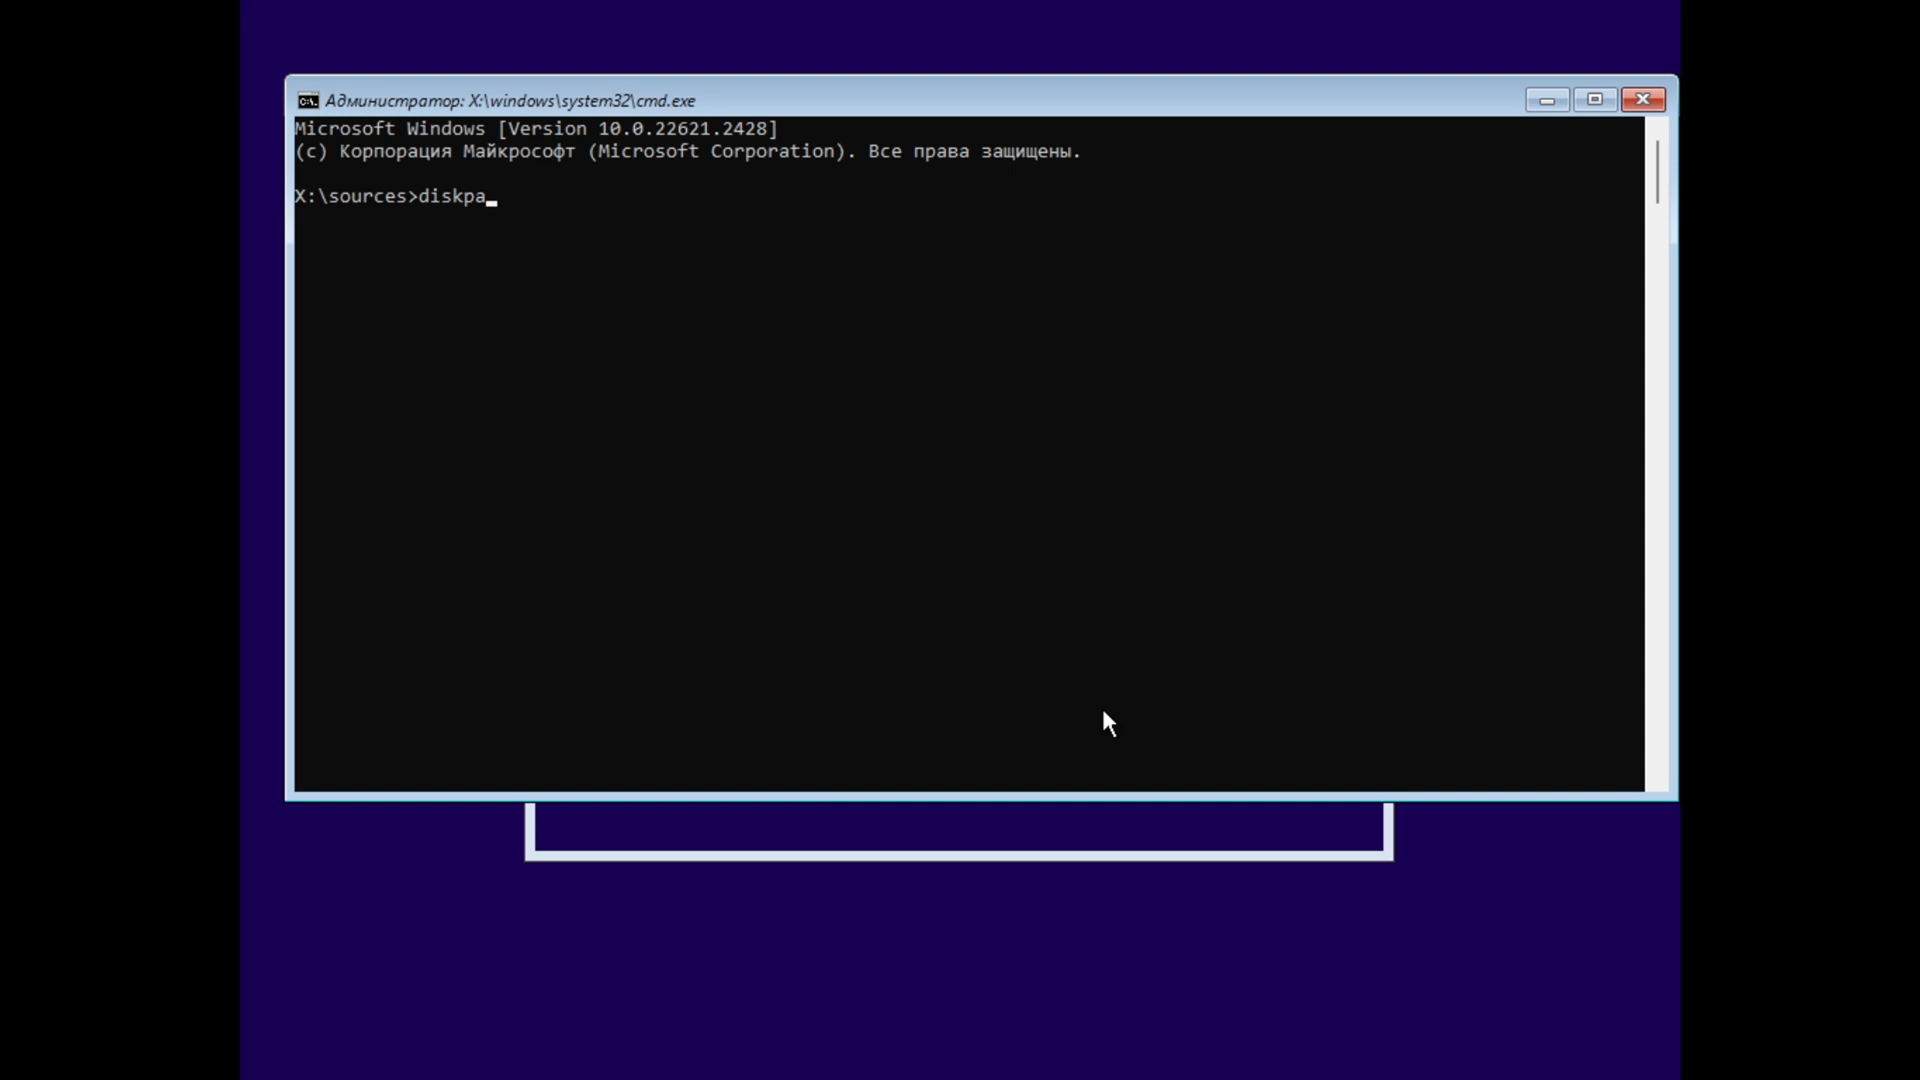 Администратор: X:\windows\system32\cmd.exe
Microsoft Windows [Version 10.0.22621.2428]
(c) Корпорация Майкрософт (Microsoft Corporation). Все права защищены.
X:\sources>diskpa